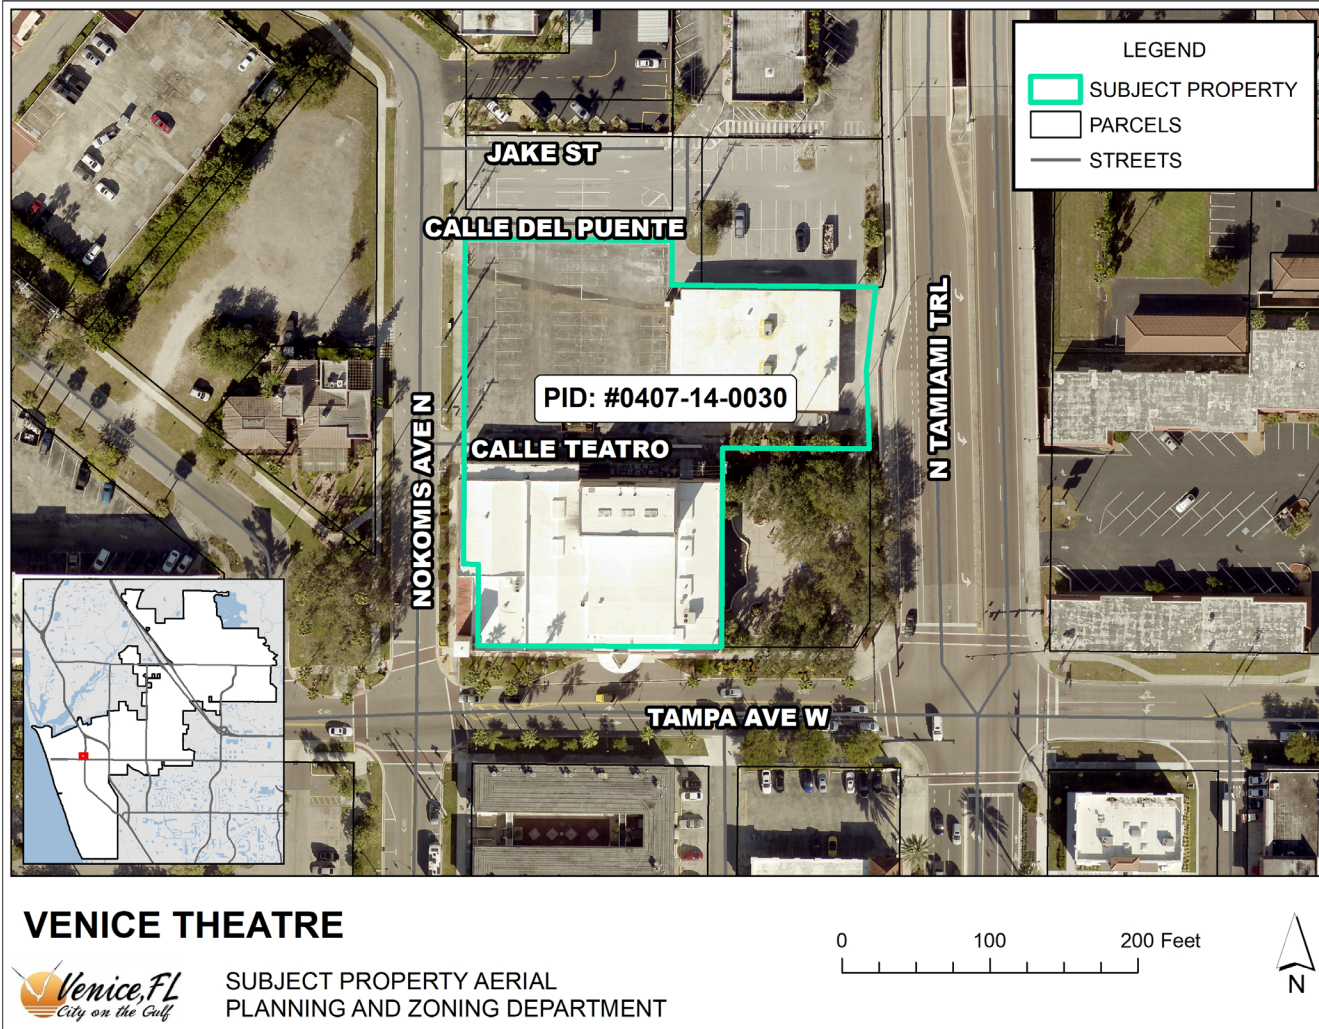 LEGEND
SUBJECT PROPERTY
PARCELS
STREETS
JAKE ST
CALLE DEL PUENTE
N TAMIAMI TRL
PID: #0407-14-0030
NOKOMIS AVE N
CALLE TEATRO
TAMPA AVE W
VENICE THEATRE
0 100 200 Feet
Venice, FL
City on the Gulf
SUBJECT PROPERTY AERIAL
PLANNING AND ZONING DEPARTMENT
N